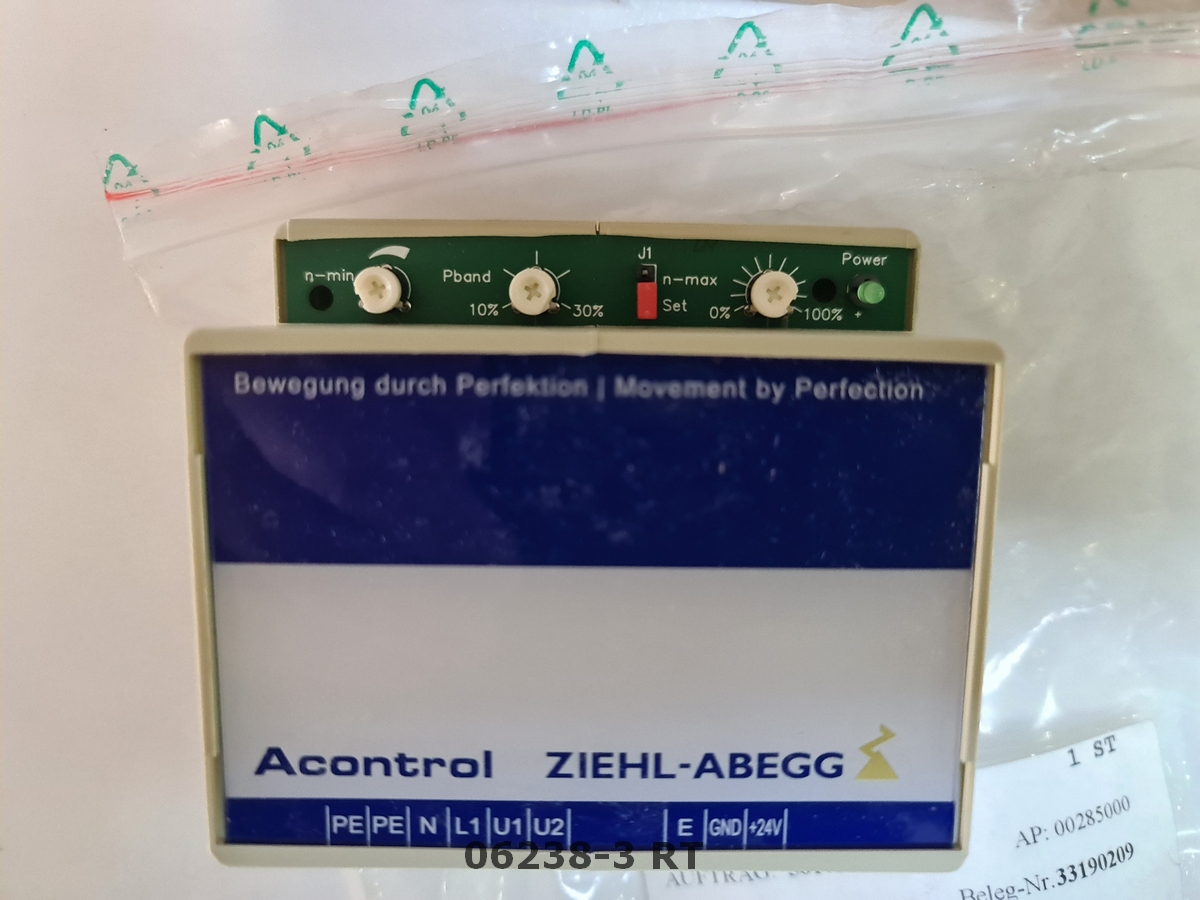 J1
Power
n-min
Pband
n-max
10%
30%
Set
0%
100%
+
Bewegung durch Perfektion | Movement by Perfection
Acontrol ZIEHL-ABEGG
PE PE N L1 U1 U2 E GND +24V
06238-3 RT
1 ST
AP: 00285000
AUFTRAG:
Beleg-Nr.33190209